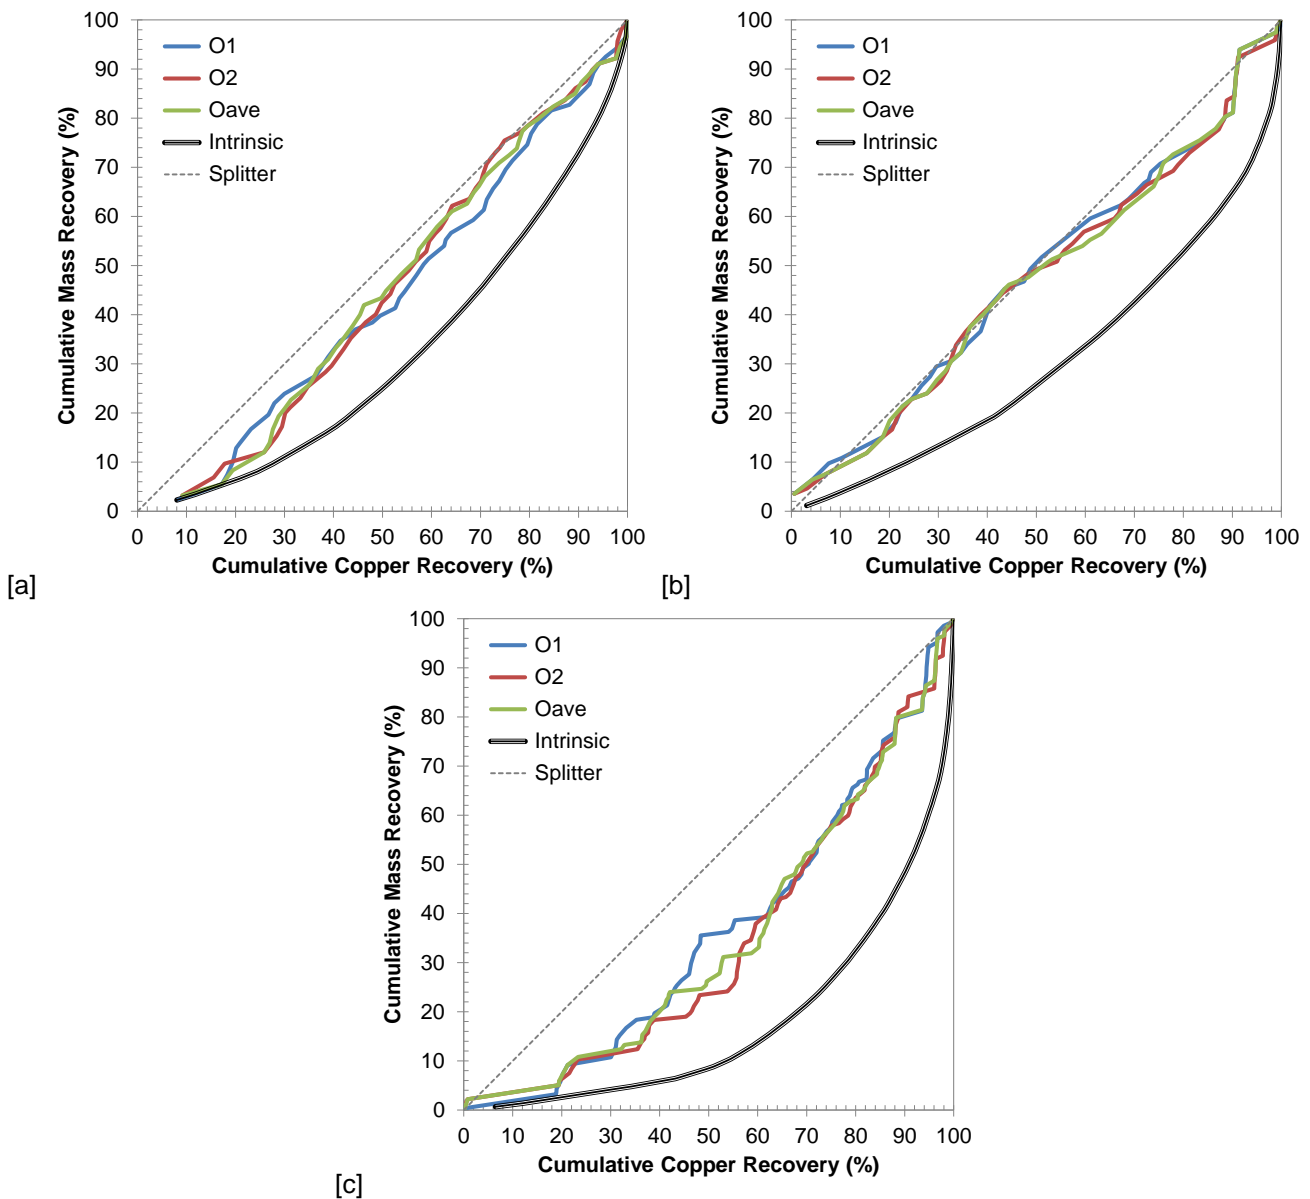 100
90
80
70
60
50
40
30
20
10
0
Cumulative Mass Recovery (%)
O1
O2
Oave
Intrinsic
Splitter
0 10 20 30 40 50 60 70 80 90 100
Cumulative Copper Recovery (%)
[a]
100
90
80
70
60
50
40
30
20
10
0
Cumulative Mass Recovery (%)
O1
O2
Oave
Intrinsic
Splitter
0 10 20 30 40 50 60 70 80 90 100
Cumulative Copper Recovery (%)
[b]
100
90
80
70
60
50
40
30
20
10
0
Cumulative Mass Recovery (%)
O1
O2
Oave
Intrinsic
Splitter
0 10 20 30 40 50 60 70 80 90 100
Cumulative Copper Recovery (%)
[c]